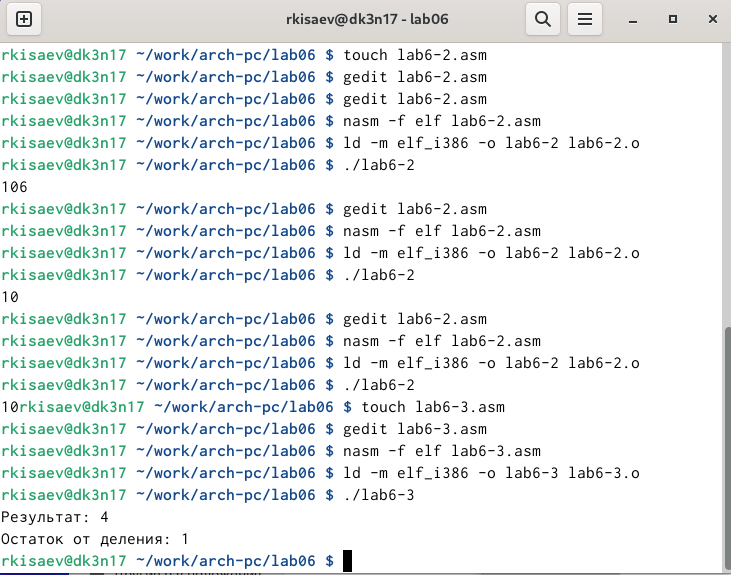 rkisaev@dk3n17 - lab06
rkisaev@dk3n17 ~/work/arch-pc/lab06 $ touch lab6-2.asm
rkisaev@dk3n17 ~/work/arch-pc/lab06 $ gedit lab6-2.asm
rkisaev@dk3n17 ~/work/arch-pc/lab06 $ gedit lab6-2.asm
rkisaev@dk3n17 ~/work/arch-pc/lab06 $ nasm -f elf lab6-2.asm
rkisaev@dk3n17 ~/work/arch-pc/lab06 $ ld -m elf_i386 -o lab6-2 lab6-2.o
rkisaev@dk3n17 ~/work/arch-pc/lab06 $ ./lab6-2
106
rkisaev@dk3n17 ~/work/arch-pc/lab06 $ gedit lab6-2.asm
rkisaev@dk3n17 ~/work/arch-pc/lab06 $ nasm -f elf lab6-2.asm
rkisaev@dk3n17 ~/work/arch-pc/lab06 $ ld -m elf_i386 -o lab6-2 lab6-2.o
rkisaev@dk3n17 ~/work/arch-pc/lab06 $ ./lab6-2
10
rkisaev@dk3n17 ~/work/arch-pc/lab06 $ gedit lab6-2.asm
rkisaev@dk3n17 ~/work/arch-pc/lab06 $ nasm -f elf lab6-2.asm
rkisaev@dk3n17 ~/work/arch-pc/lab06 $ ld -m elf_i386 -o lab6-2 lab6-2.o
rkisaev@dk3n17 ~/work/arch-pc/lab06 $ ./lab6-2
10rkisaev@dk3n17 ~/work/arch-pc/lab06 $ touch lab6-3.asm
rkisaev@dk3n17 ~/work/arch-pc/lab06 $ gedit lab6-3.asm
rkisaev@dk3n17 ~/work/arch-pc/lab06 $ nasm -f elf lab6-3.asm
rkisaev@dk3n17 ~/work/arch-pc/lab06 $ ld -m elf_i386 -o lab6-3 lab6-3.o
rkisaev@dk3n17 ~/work/arch-pc/lab06 $ ./lab6-3
Результат: 4
Остаток от деления: 1
rkisaev@dk3n17 ~/work/arch-pc/lab06 $